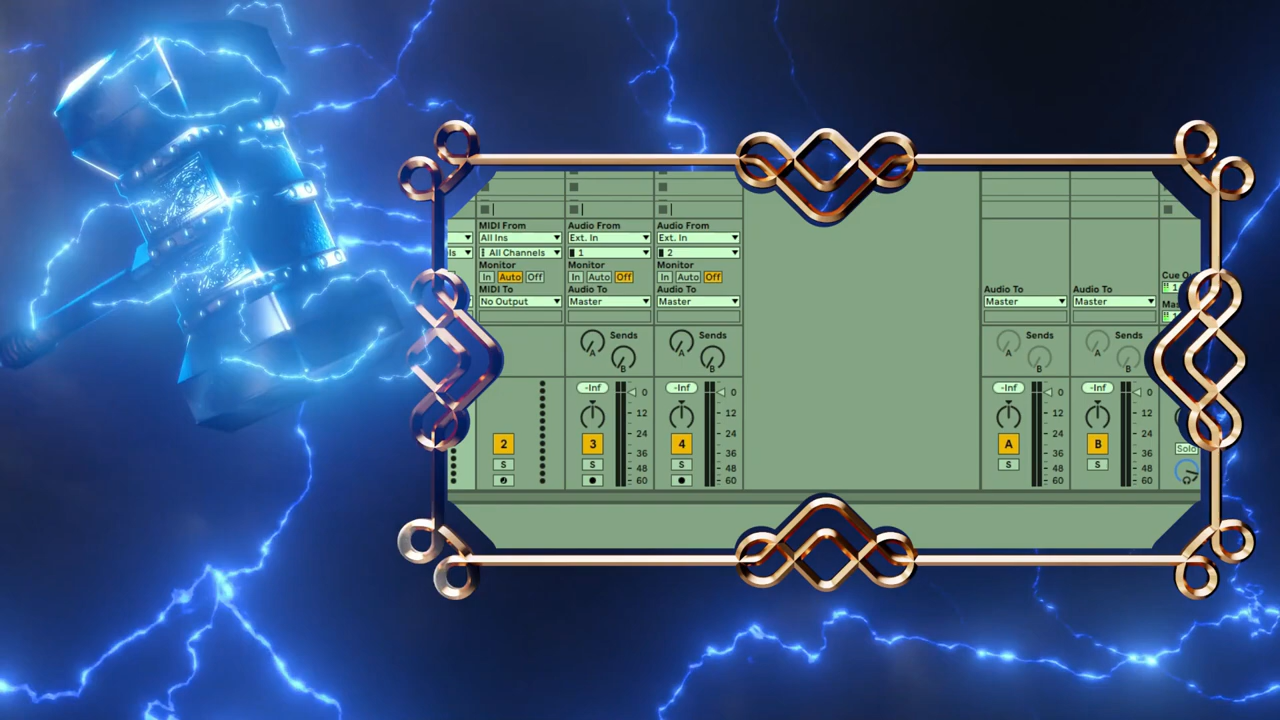 MIDI From Audio From Audio From
All Ins Ext. In Ext. In
ls All Channels 1 2
Monitor Monitor Monitor
In Auto Off In Auto Off In Auto Off
MIDI To Audio To Audio To Audio To Audio To
No Output Master Master Master Master
Sends Sends Sends Sends
A A A A
B B B B
-Inf -Inf -Inf -Inf
0 0 0 0
12 12 12 12
24 24 24 24
2 3 4 A B
36 36 36 36
Solo
S S S S S
48 48 48 48
60 60 60 60